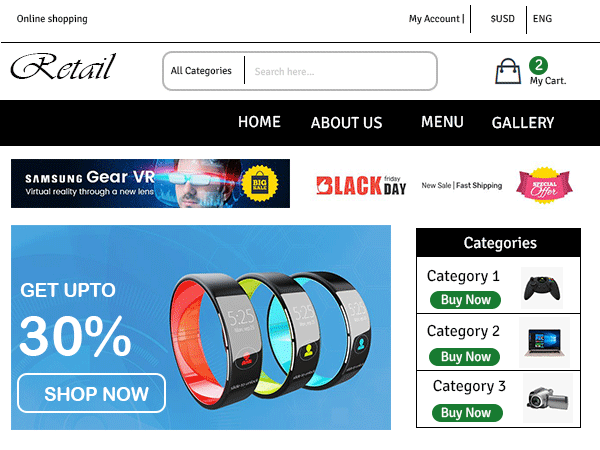 Online shopping
My Account | $USD ENG
Retail
All Categories Search here...
2
My Cart.
HOME ABOUT US MENU GALLERY
SAMSUNG Gear VR
Virtual reality through a new lens
BIG
SALE
BLACK friday
DAY
New Sale | Fast Shipping
SPECIAL
Offer
GET UPTO
30%
SHOP NOW
5:25
5:25
5:25
Categories
Category 1
Buy Now
Category 2
Buy Now
Category 3
Buy Now